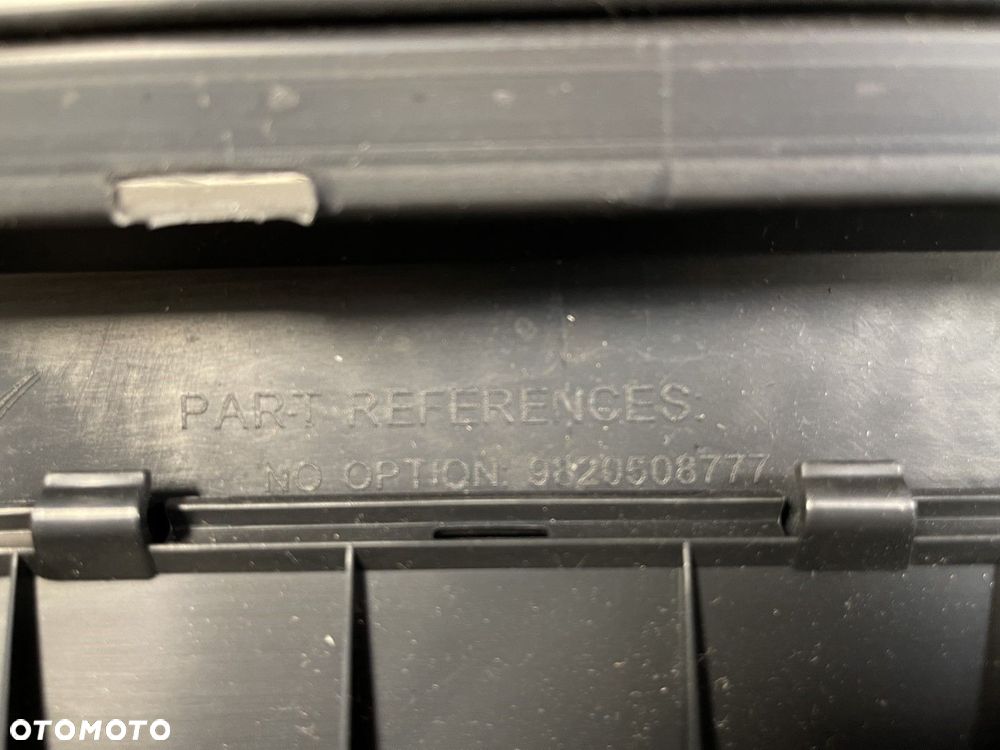 PART REFERENCES:
NO OPTION: 9820508777
OTOMOTO